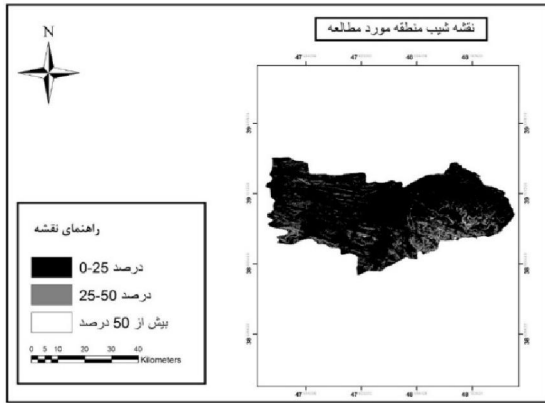 نقشه شیب منطقه مورد مطالعه
N
47 47 48 48
39 39
39 39
38 38
38 38
47 47 48 48
راهنمای نقشه
0-25 درصد
25-50 درصد
بیش از 50 درصد
0 5 10 20 30 40
Kilometers